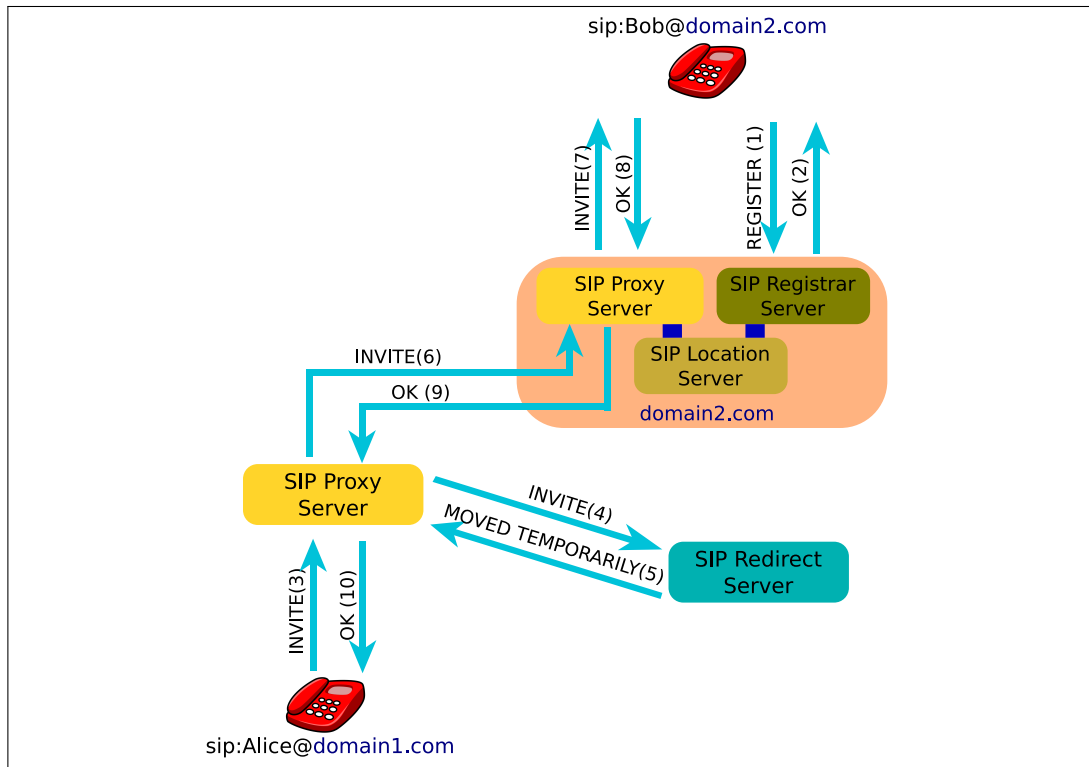 sip:Bob@domain2.com
INVITE(7)
OK (8)
REGISTER (1)
OK (2)
SIP Proxy
Server
SIP Registrar
Server
SIP Location
Server
domain2.com
INVITE(6)
OK (9)
SIP Proxy
Server
INVITE(4)
MOVED TEMPORARILY(5)
SIP Redirect
Server
INVITE(3)
OK (10)
sip:Alice@domain1.com